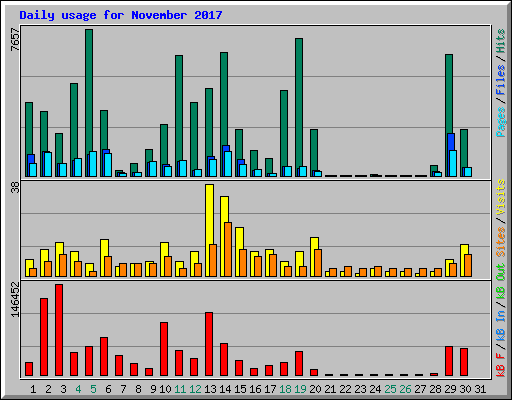 Daily usage for November 2017
7657
Pages / Files / Hits
38
Sites / Visits
146452
kB F / kB In / kB Out
1 2 3 4 5 6 7 8 9 10 11 12 13 14 15 16 17 18 19 20 21 22 23 24 25 26 27 28 29 30 31